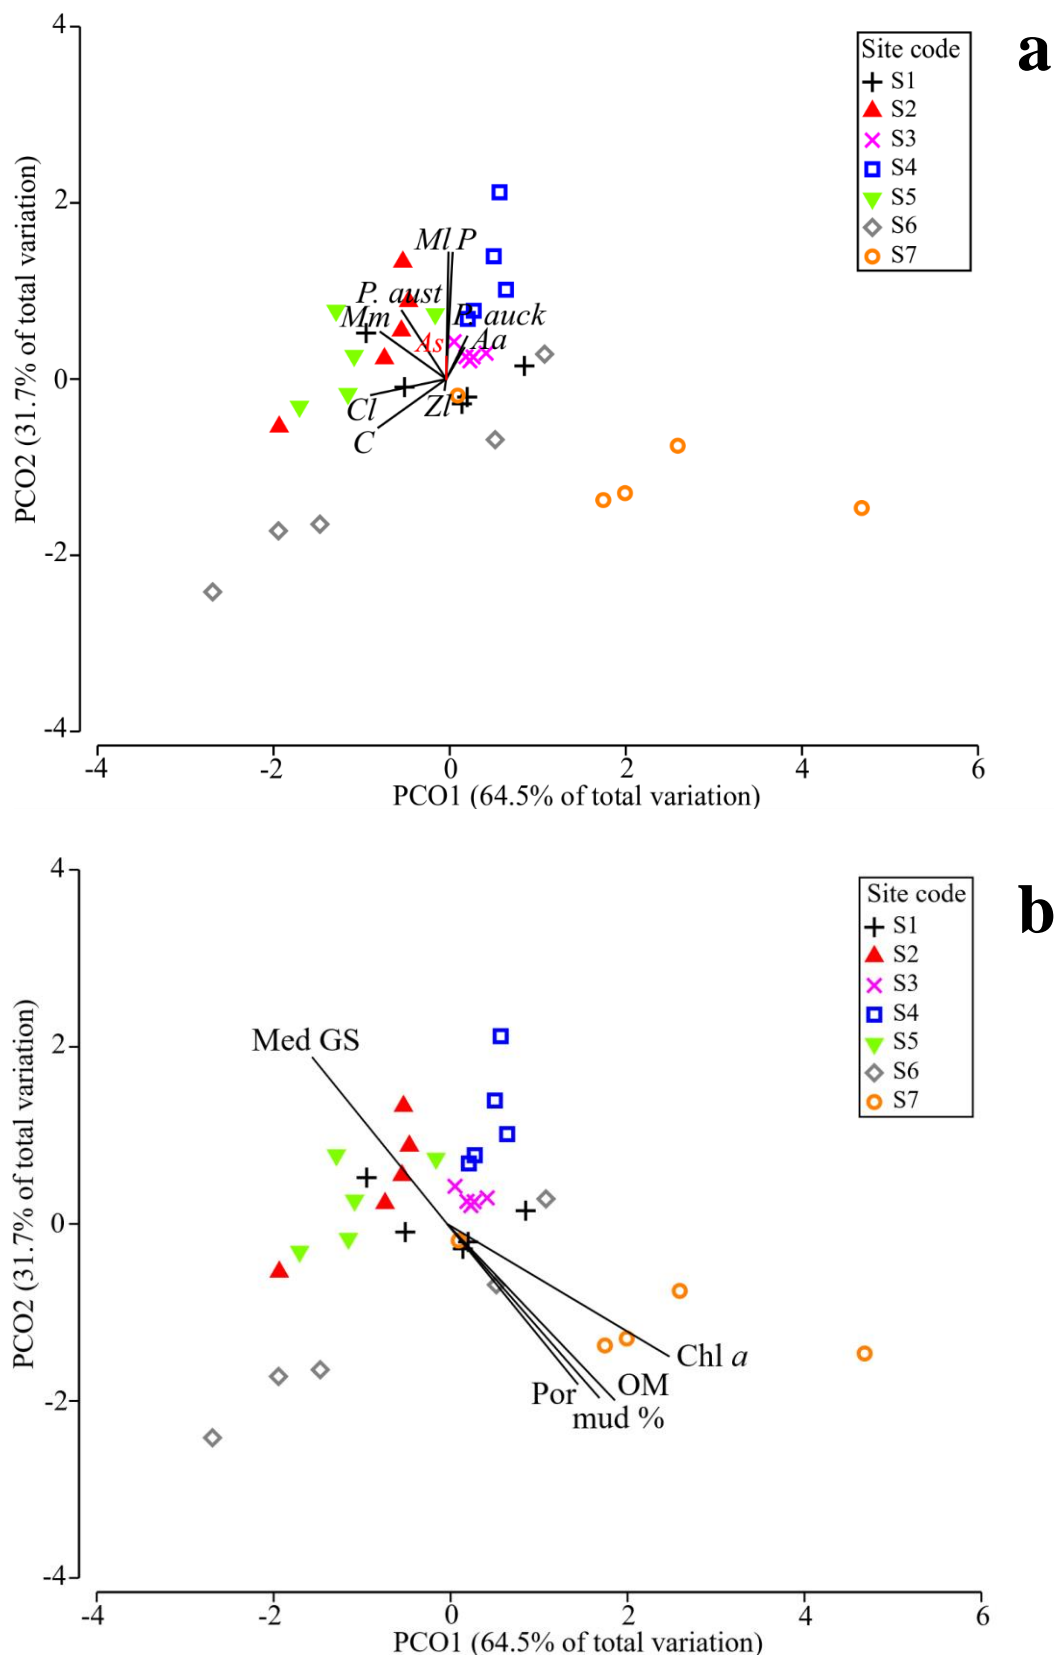 a
4
2
0
-2
-4
PCO2 (31.7% of total variation)
Site code
S1
S2
S3
S4
S5
S6
S7
Ml P
P. aust
Mm
P. auck
As
Aa
Cl
Zl
C
-4 -2 0 2 4 6
PCO1 (64.5% of total variation)
b
4
2
0
-2
-4
PCO2 (31.7% of total variation)
Site code
S1
S2
S3
S4
S5
S6
S7
Med GS
Chl a
OM
Por
mud %
-4 -2 0 2 4 6
PCO1 (64.5% of total variation)